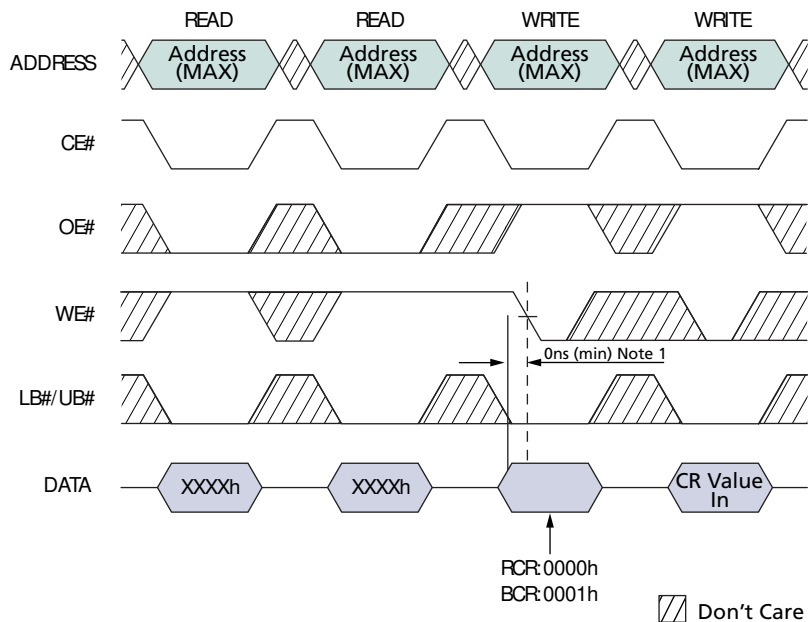 READ READ WRITE WRITE
ADDRESS Address (MAX) Address (MAX) Address (MAX) Address (MAX)
CE#
OE#
WE#
0ns (min) Note 1
LB#/UB#
DATA XXXXh XXXXh CR Value In
RCR: 0000h
BCR: 0001h
Don't Care